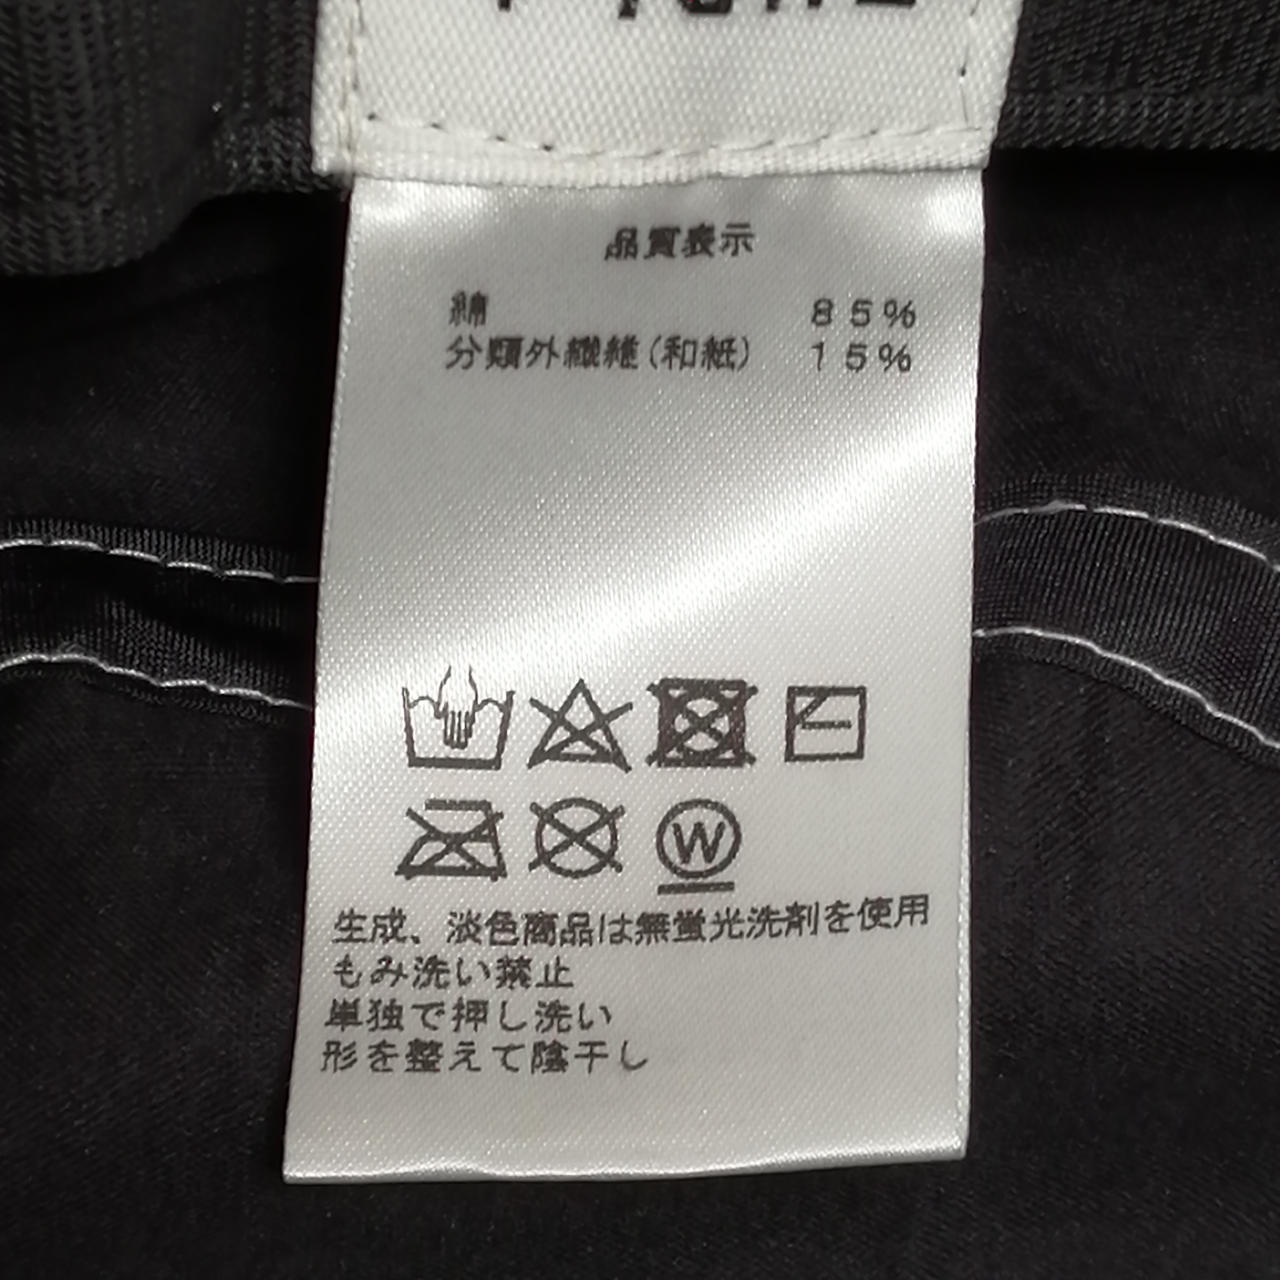 品質表示
綿 85%
分類外繊維(和紙) 15%
W
生成、淡色商品は無蛍光洗剤を使用
もみ洗い禁止
単独で押し洗い
形を整えて陰干し